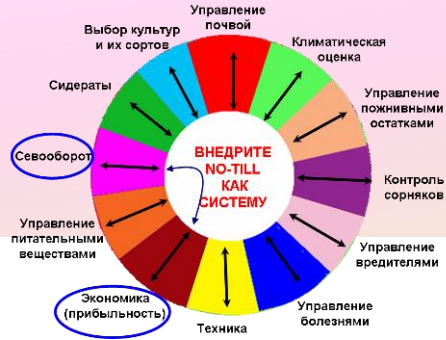 Управление
почвой
Климатическая
оценка
Управление
пожнивными
остатками
Контроль
сорняков
Управление
вредителями
Управление
болезнями
Техника
Экономика
(прибыльность)
Управление
питательными
веществами
Севооборот
Сидераты
Выбор культур
и их сортов
ВНЕДРИТЕ
NO-TILL
КАК
СИСТЕМУ